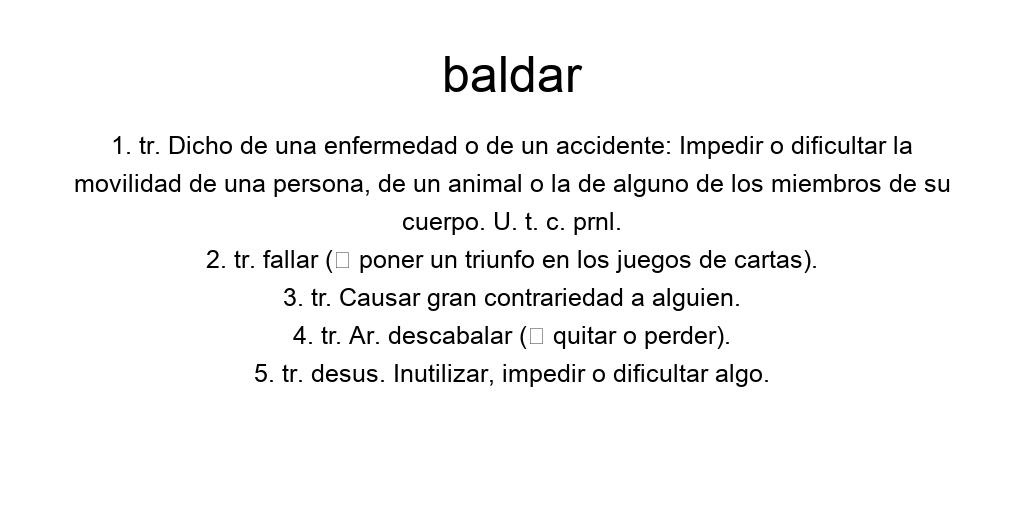 baldar
1. tr. Dicho de una enfermedad o de un accidente: Impedir o dificultar la
movilidad de una persona, de un animal o la de alguno de los miembros de su
cuerpo. U. t. c. prnl.
2. tr. fallar (□ poner un triunfo en los juegos de cartas).
3. tr. Causar gran contrariedad a alguien.
4. tr. Ar. descabalar (□ quitar o perder).
5. tr. desus. Inutilizar, impedir o dificultar algo.